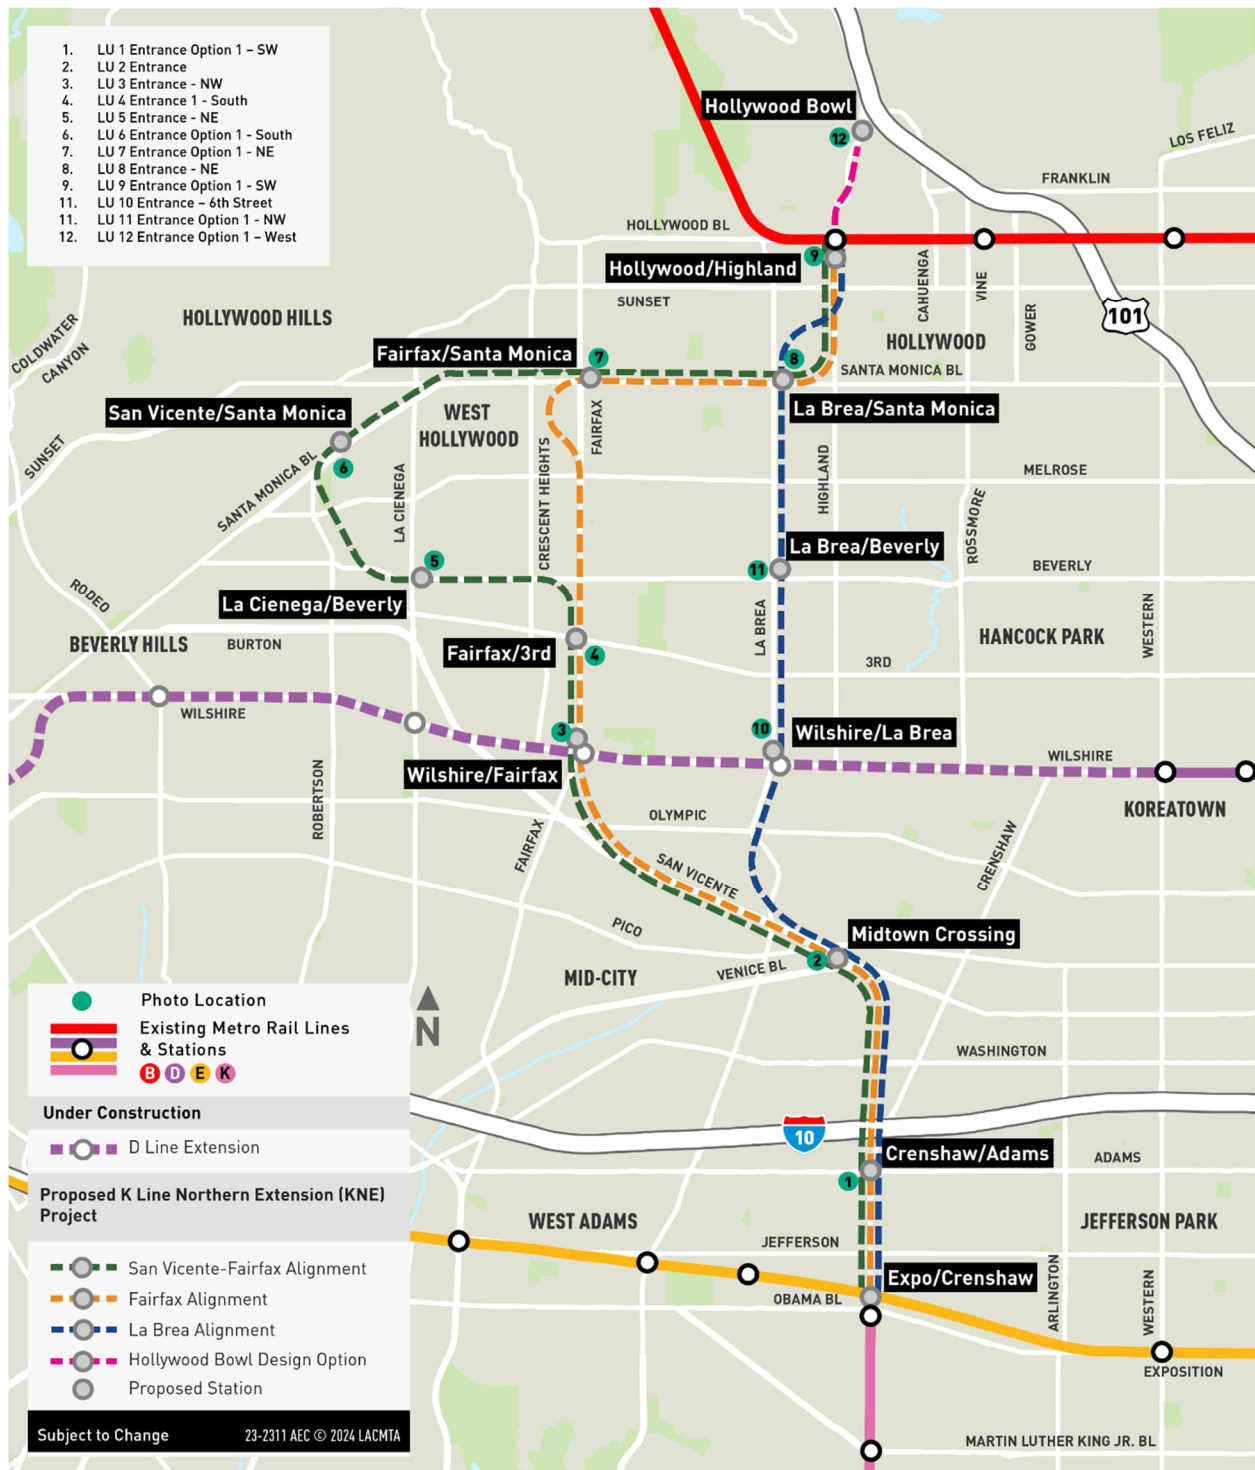 1. LU 1 Entrance Option 1 – SW
2. LU 2 Entrance
3. LU 3 Entrance - NW
4. LU 4 Entrance 1 - South
5. LU 5 Entrance - NE
6. LU 6 Entrance Option 1 - South
7. LU 7 Entrance Option 1 - NE
8. LU 8 Entrance - NE
9. LU 9 Entrance Option 1 - SW
11. LU 10 Entrance – 6th Street
11. LU 11 Entrance Option 1 - NW
12. LU 12 Entrance Option 1 – West
Hollywood Bowl
12
LOS FELIZ
FRANKLIN
HOLLYWOOD BL
9
Hollywood/Highland
CAHUENGA
VINE
GOWER
101
SUNSET
HOLLYWOOD HILLS
HOLLYWOOD
COLDWATER
CANYON
Fairfax/Santa Monica
7
8
SANTA MONICA BL
San Vicente/Santa Monica
WEST
HOLLYWOOD
La Brea/Santa Monica
FAIRFAX
SUNSET
SANTA MONICA BL
6
LA CIENEGA
CRESCENT HEIGHTS
HIGHLAND
MELROSE
ROSSMORE
La Brea/Beverly
5
11
BEVERLY
RODEO
La Cienega/Beverly
LA BREA
WESTERN
BEVERLY HILLS
BURTON
Fairfax/3rd
4
HANCOCK PARK
3RD
WILSHIRE
3
10
Wilshire/La Brea
Wilshire/Fairfax
WILSHIRE
ROBERTSON
KOREATOWN
OLYMPIC
FAIRFAX
SAN VICENTE
CRENSHAW
PICO
Midtown Crossing
2
VENICE BL
MID-CITY
N
WASHINGTON
10
Crenshaw/Adams
ADAMS
1
WEST ADAMS
JEFFERSON PARK
JEFFERSON
Expo/Crenshaw
OBAMA BL
ARLINGTON
WESTERN
EXPOSITION
MARTIN LUTHER KING JR. BL
Photo Location
Existing Metro Rail Lines
& Stations
B D E K
Under Construction
D Line Extension
Proposed K Line Northern Extension (KNE)
Project
San Vicente-Fairfax Alignment
Fairfax Alignment
La Brea Alignment
Hollywood Bowl Design Option
Proposed Station
Subject to Change 23-2311 AEC © 2024 LACMTA